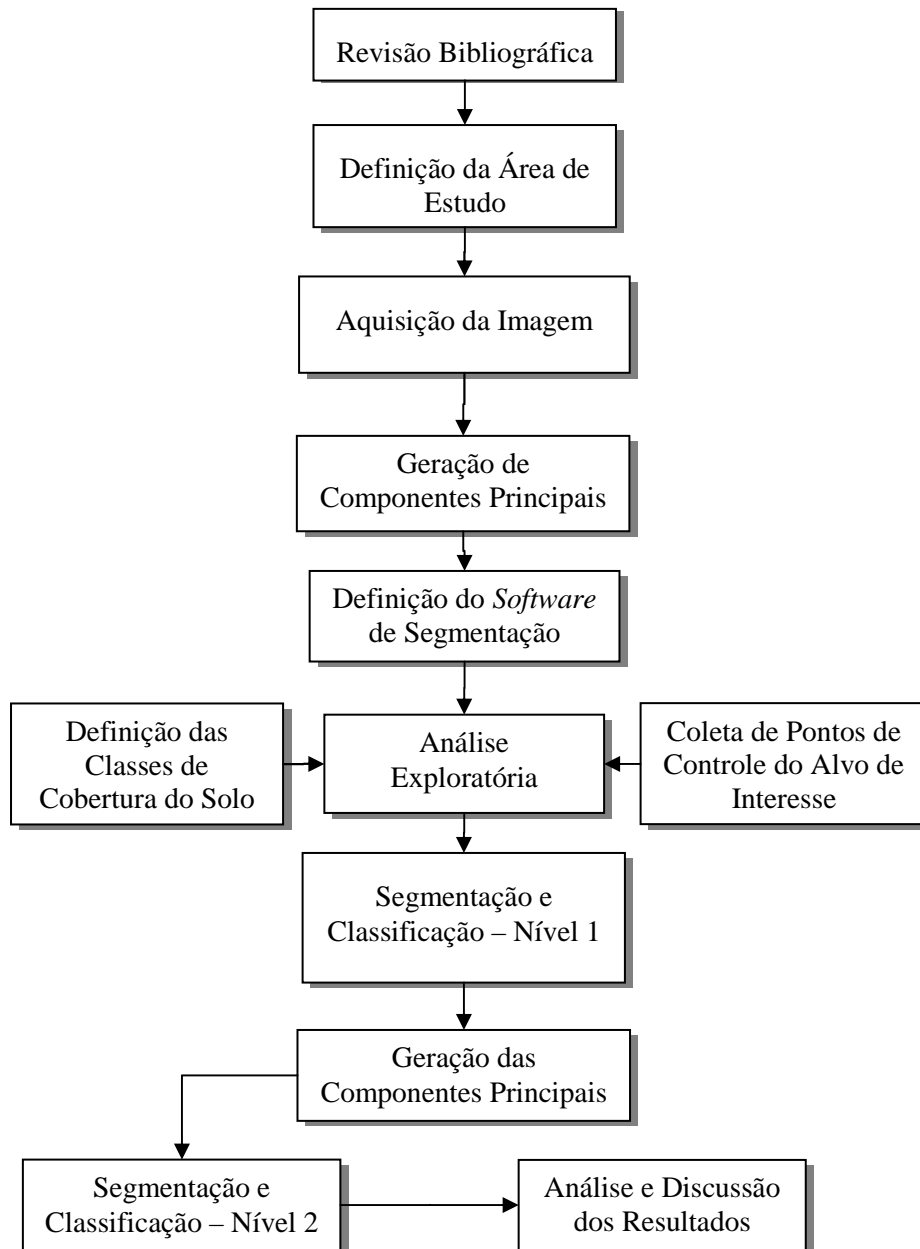 Revisão Bibliográfica
Definição da Área de
Estudo
Aquisição da Imagem
Geração de
Componentes Principais
Definição do Software
de Segmentação
Definição das
Classes de
Cobertura do Solo
Análise
Exploratória
Coleta de Pontos de
Controle do Alvo de
Interesse
Segmentação e
Classificação – Nível 1
Geração das
Componentes Principais
Segmentação e
Classificação – Nível 2
Análise e Discussão
dos Resultados